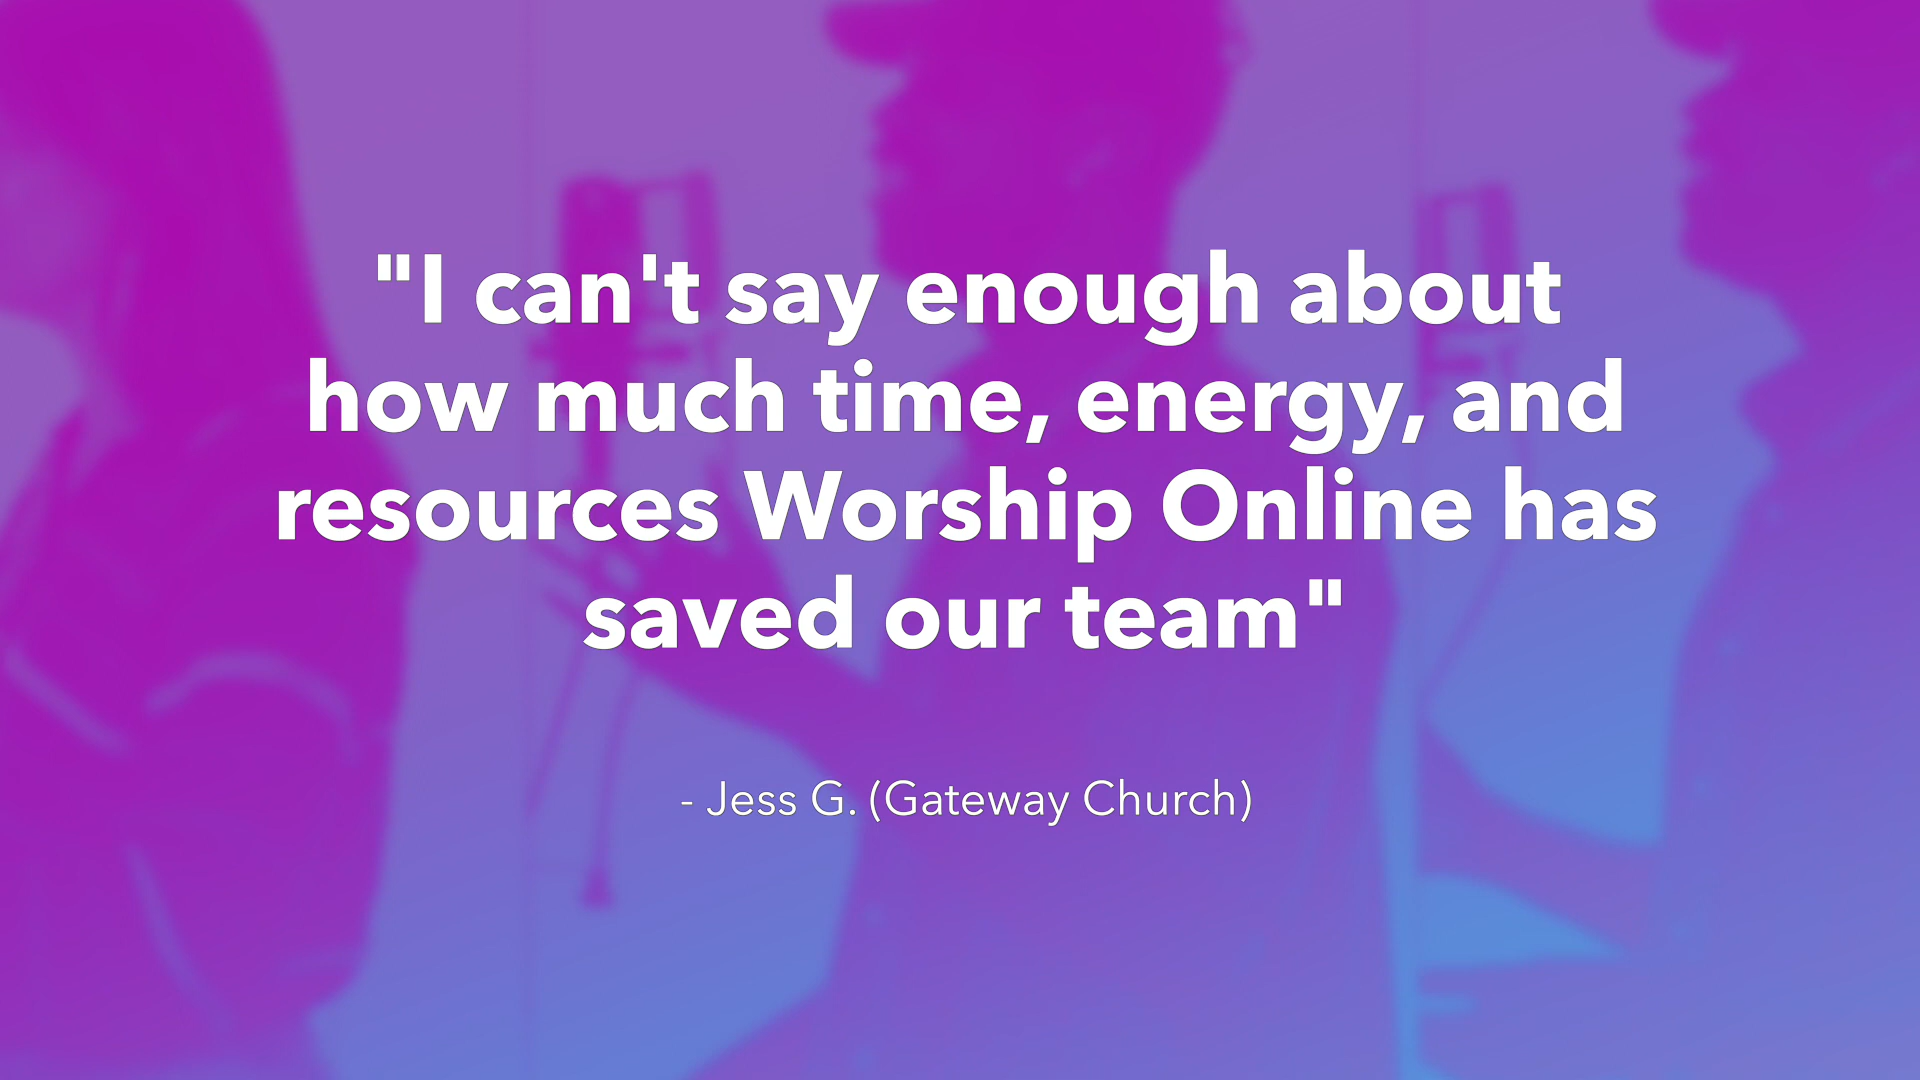 "I can't say enough about
how much time, energy, and
resources Worship Online has
saved our team"
- Jess G. (Gateway Church)